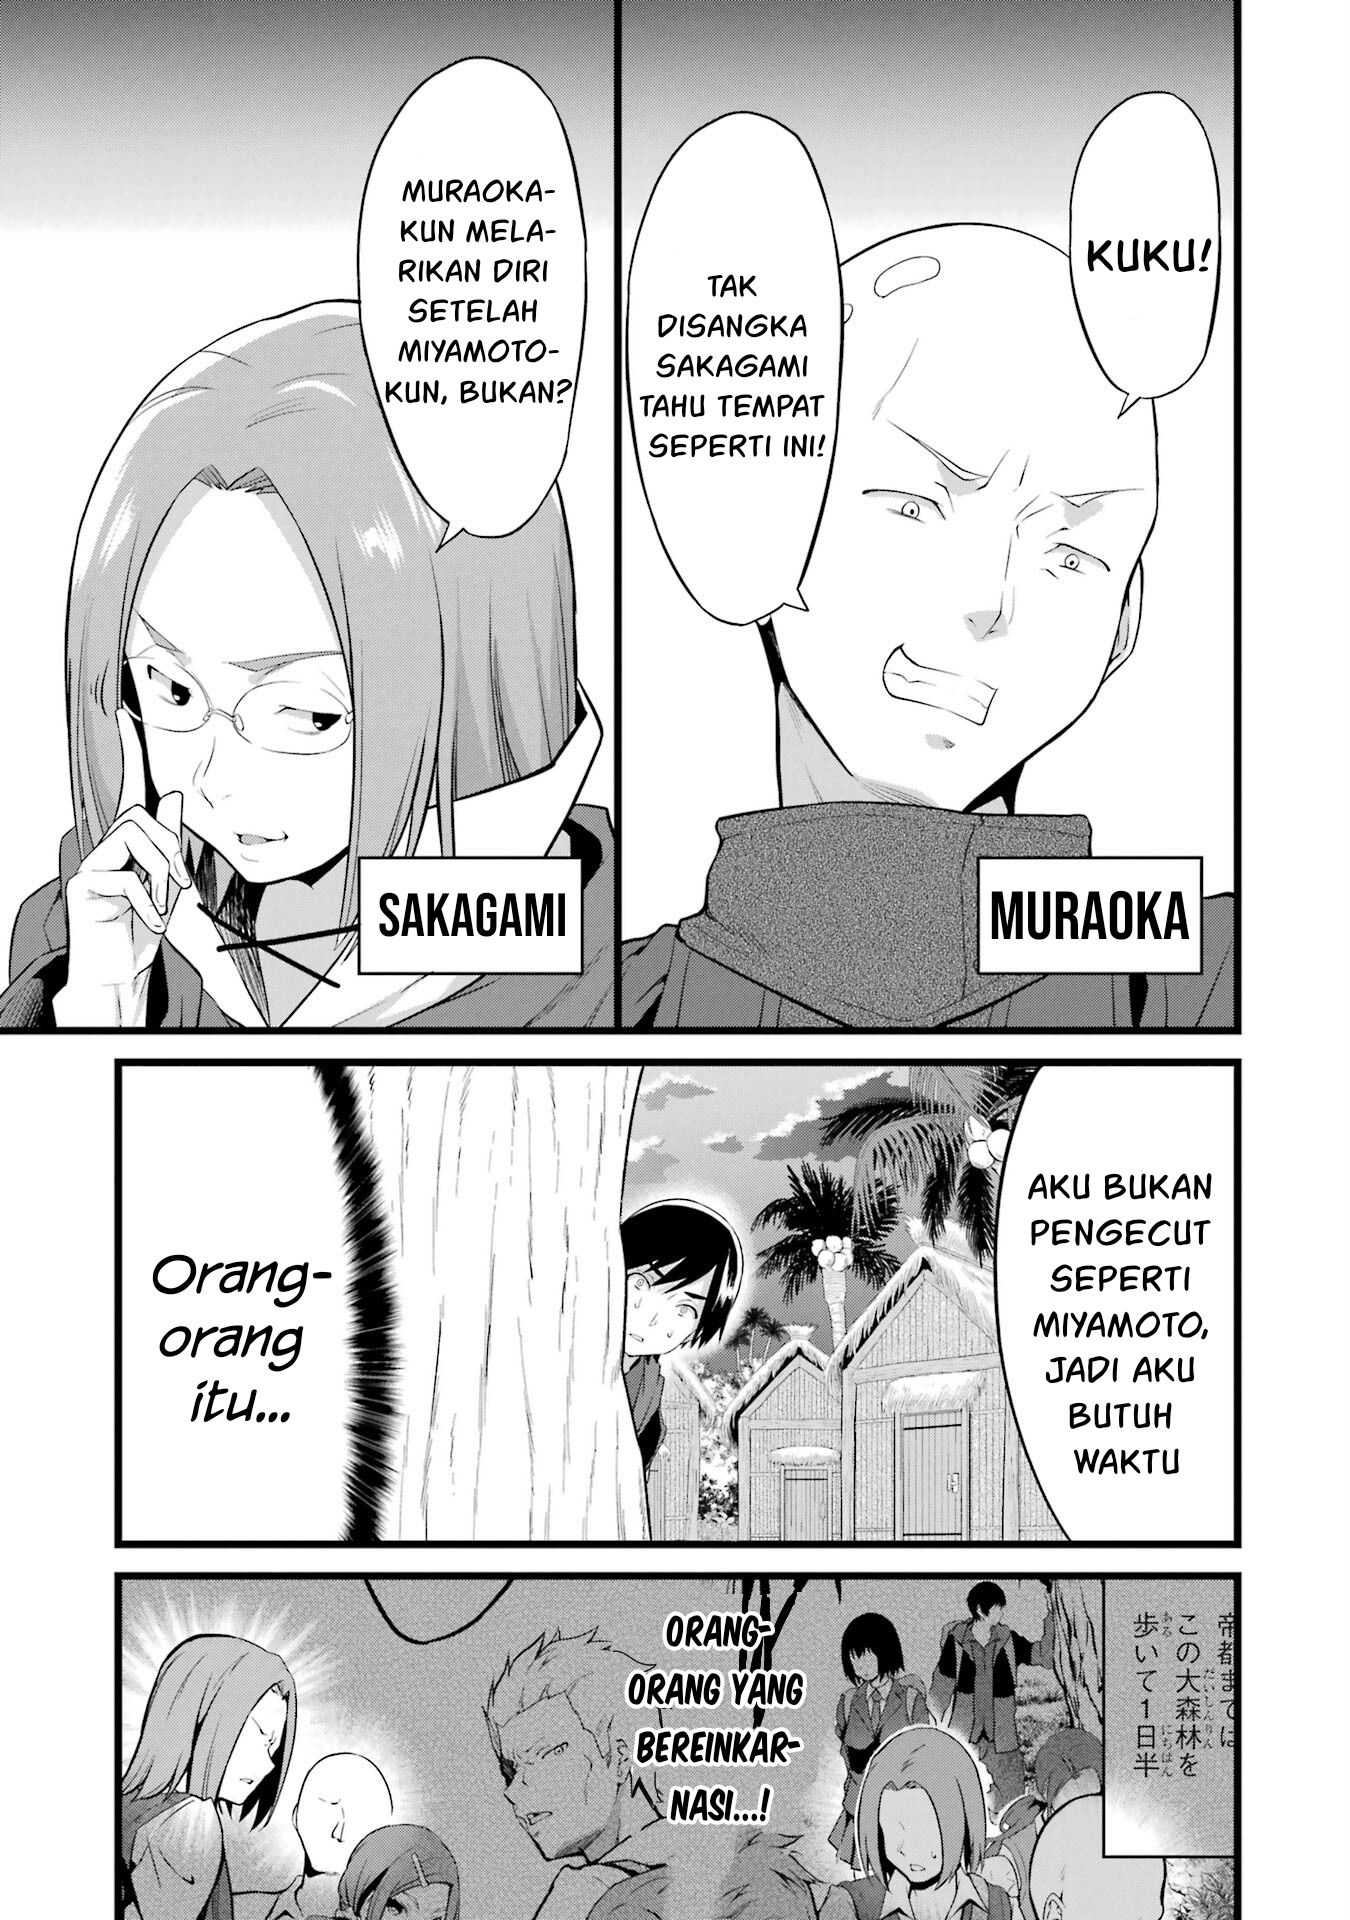 KUKU!
TAK
DISANGKA
SAKAGAMI
TAHU TEMPAT
SEPERTI INI!
MURAOKA
MURAOKA-
KUN MELA-
RIKAN DIRI
SETELAH
MIYAMOTO-
KUN, BUKAN?
SAKAGAMI
AKU BUKAN
PENGECUT
SEPERTI
MIYAMOTO,
JADI AKU
BUTUH
WAKTU
Orang-
orang
itu...
帝都までは
この大森林を
歩いて1日半
ORANG-
ORANG YANG
BEREINKAR-
NASI...!